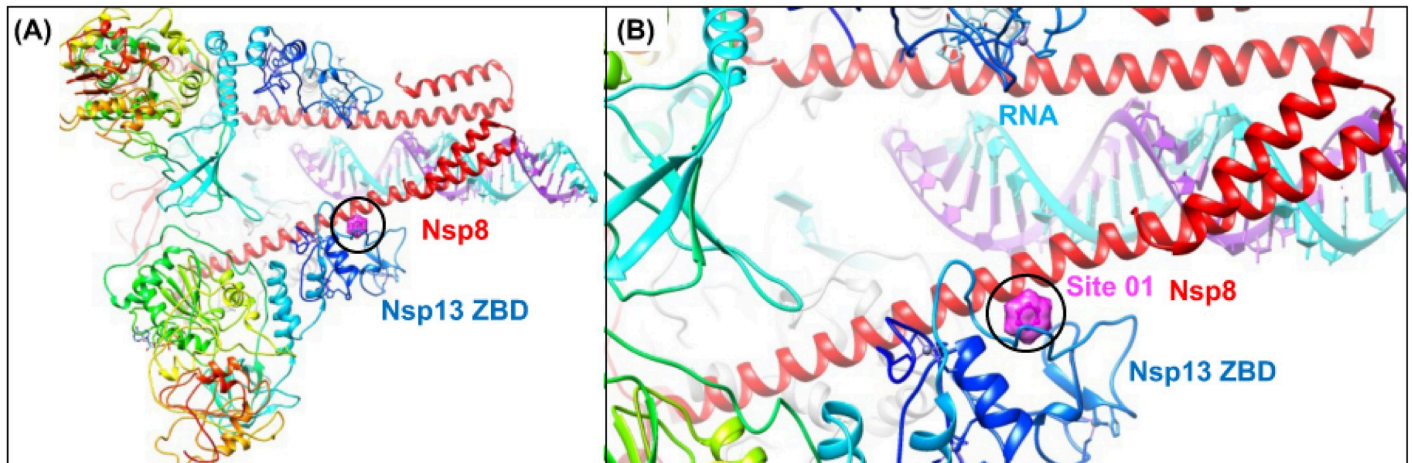 (A)
Nsp8
Nsp13 ZBD
(B)
RNA
Site 01
Nsp8
Nsp13 ZBD